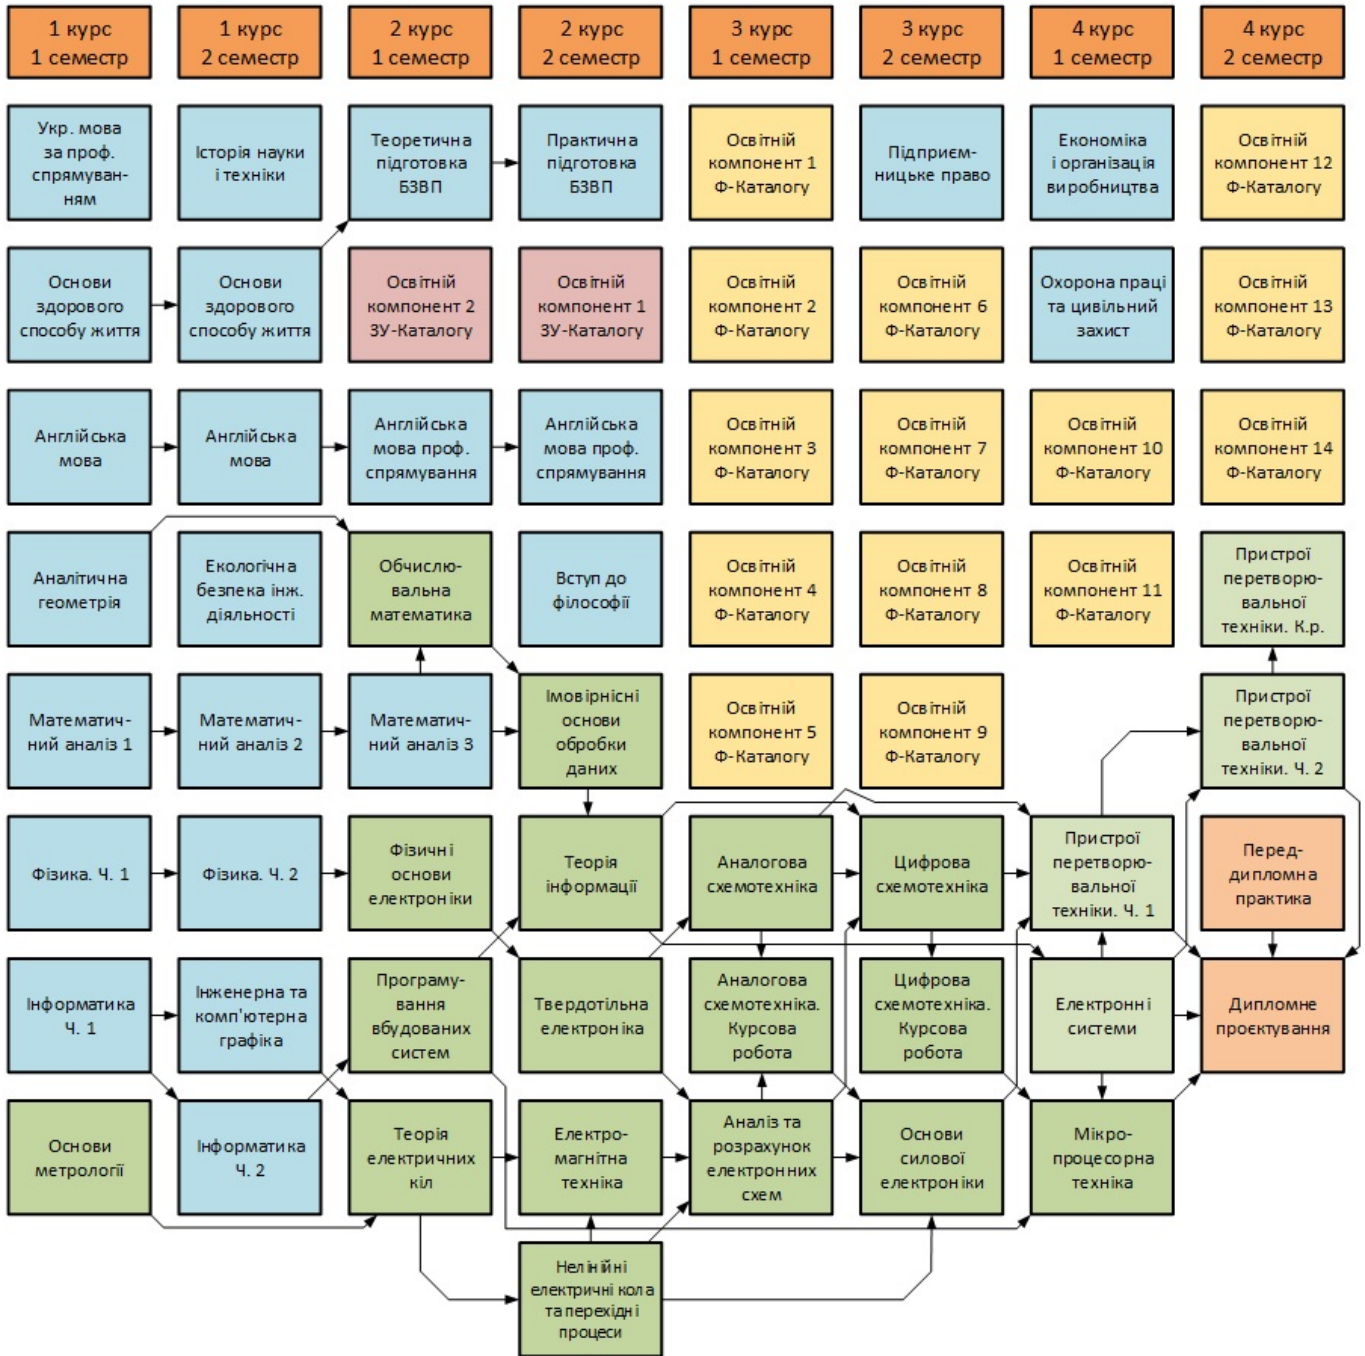 1 курс
1 семестр
1 курс
2 семестр
2 курс
1 семестр
2 курс
2 семестр
3 курс
1 семестр
3 курс
2 семестр
4 курс
1 семестр
4 курс
2 семестр
Укр. мова
за проф.
спрямуван-
ням
Історія науки
і техніки
Теоретична
підготовка
БЗВП
Практична
підготовка
БЗВП
Освітній
компонент 1
Ф-Каталогу
Підприєм-
ницьке право
Економіка
і організація
виробництва
Освітній
компонент 12
Ф-Каталогу
Основи
здорового
способу життя
Основи
здорового
способу життя
Освітній
компонент 2
ЗУ-Каталогу
Освітній
компонент 1
ЗУ-Каталогу
Освітній
компонент 2
Ф-Каталогу
Освітній
компонент 6
Ф-Каталогу
Охорона праці
та цивільний
захист
Освітній
компонент 13
Ф-Каталогу
Англійська
мова
Англійська
мова
Англійська
мова проф.
спрямування
Англійська
мова проф.
спрямування
Освітній
компонент 3
Ф-Каталогу
Освітній
компонент 7
Ф-Каталогу
Освітній
компонент 10
Ф-Каталогу
Освітній
компонент 14
Ф-Каталогу
Аналітична
геометрія
Екологічна
безпека інж.
діяльності
Обчислю-
вальна
математика
Вступ до
філософії
Освітній
компонент 4
Ф-Каталогу
Освітній
компонент 8
Ф-Каталогу
Освітній
компонент 11
Ф-Каталогу
Пристрої
перетворю-
вальної
техніки. К.р.
Математич-
ний аналіз 1
Математич-
ний аналіз 2
Математич-
ний аналіз 3
Імовірнісні
основи
обробки
даних
Освітній
компонент 5
Ф-Каталогу
Освітній
компонент 9
Ф-Каталогу
Пристрої
перетворю-
вальної
техніки. Ч. 2
Фізика. Ч. 1
Фізика. Ч. 2
Фізичні
основи
електроніки
Теорія
інформації
Аналогова
схемотехніка
Цифрова
схемотехніка
Пристрої
перетворю-
вальної
техніки. Ч. 1
Перед-
дипломна
практика
Інформатика
Ч. 1
Інженерна та
комп'ютерна
графіка
Програму-
вання
вбудованих
систем
Твердотільна
електроніка
Аналогова
схемотехніка.
Курсова
робота
Цифрова
схемотехніка.
Курсова
робота
Електронні
системи
Дипломне
проєктування
Основи
метрології
Інформатика
Ч. 2
Теорія
електричних
кіл
Електро-
магнітна
техніка
Аналіз та
розрахунок
електронних
схем
Основи
силової
електроніки
Мікро-
процесорна
техніка
Нелінійні
електричні кола
та перехідні
процеси